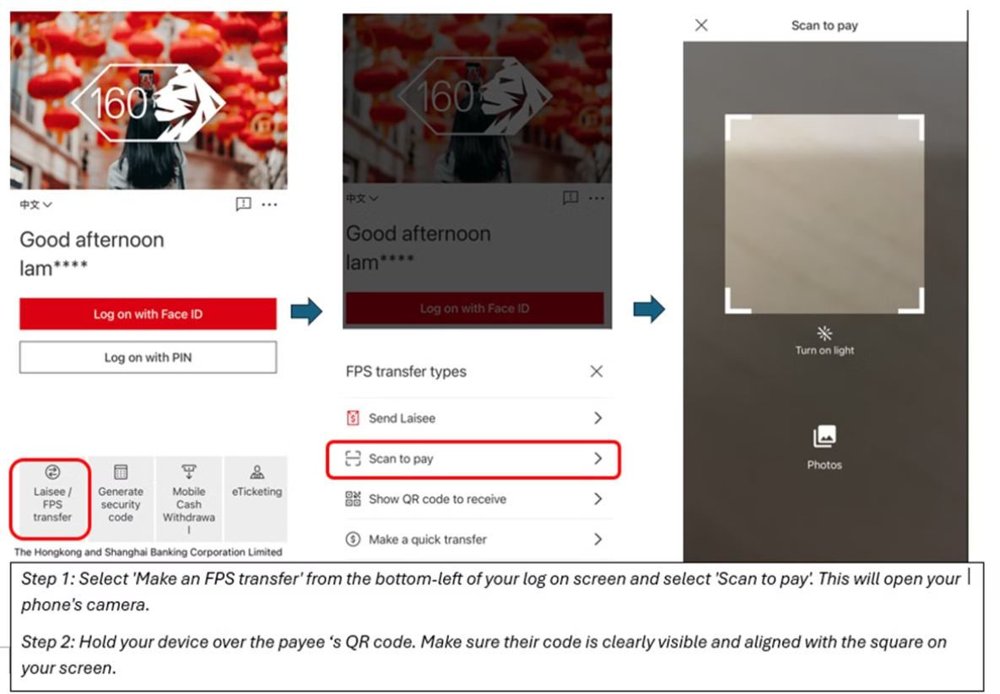 160
中文
Good afternoon
lam****
Log on with Face ID
Log on with PIN
Laisee /
FPS
transfer
Generate
security
code
Mobile
Cash
Withdrawa
l
eTicketing
The Hongkong and Shanghai Banking Corporation Limited
160
中文
Good afternoon
lam****
Log on with Face ID
FPS transfer types
Send Laisee
Scan to pay
Show QR code to receive
Make a quick transfer
Scan to pay
Turn on light
Photos
Step 1: Select 'Make an FPS transfer' from the bottom-left of your log on screen and select 'Scan to pay'. This will open your
phone's camera.
Step 2: Hold your device over the payee ‘s QR code. Make sure their code is clearly visible and aligned with the square on
your screen.